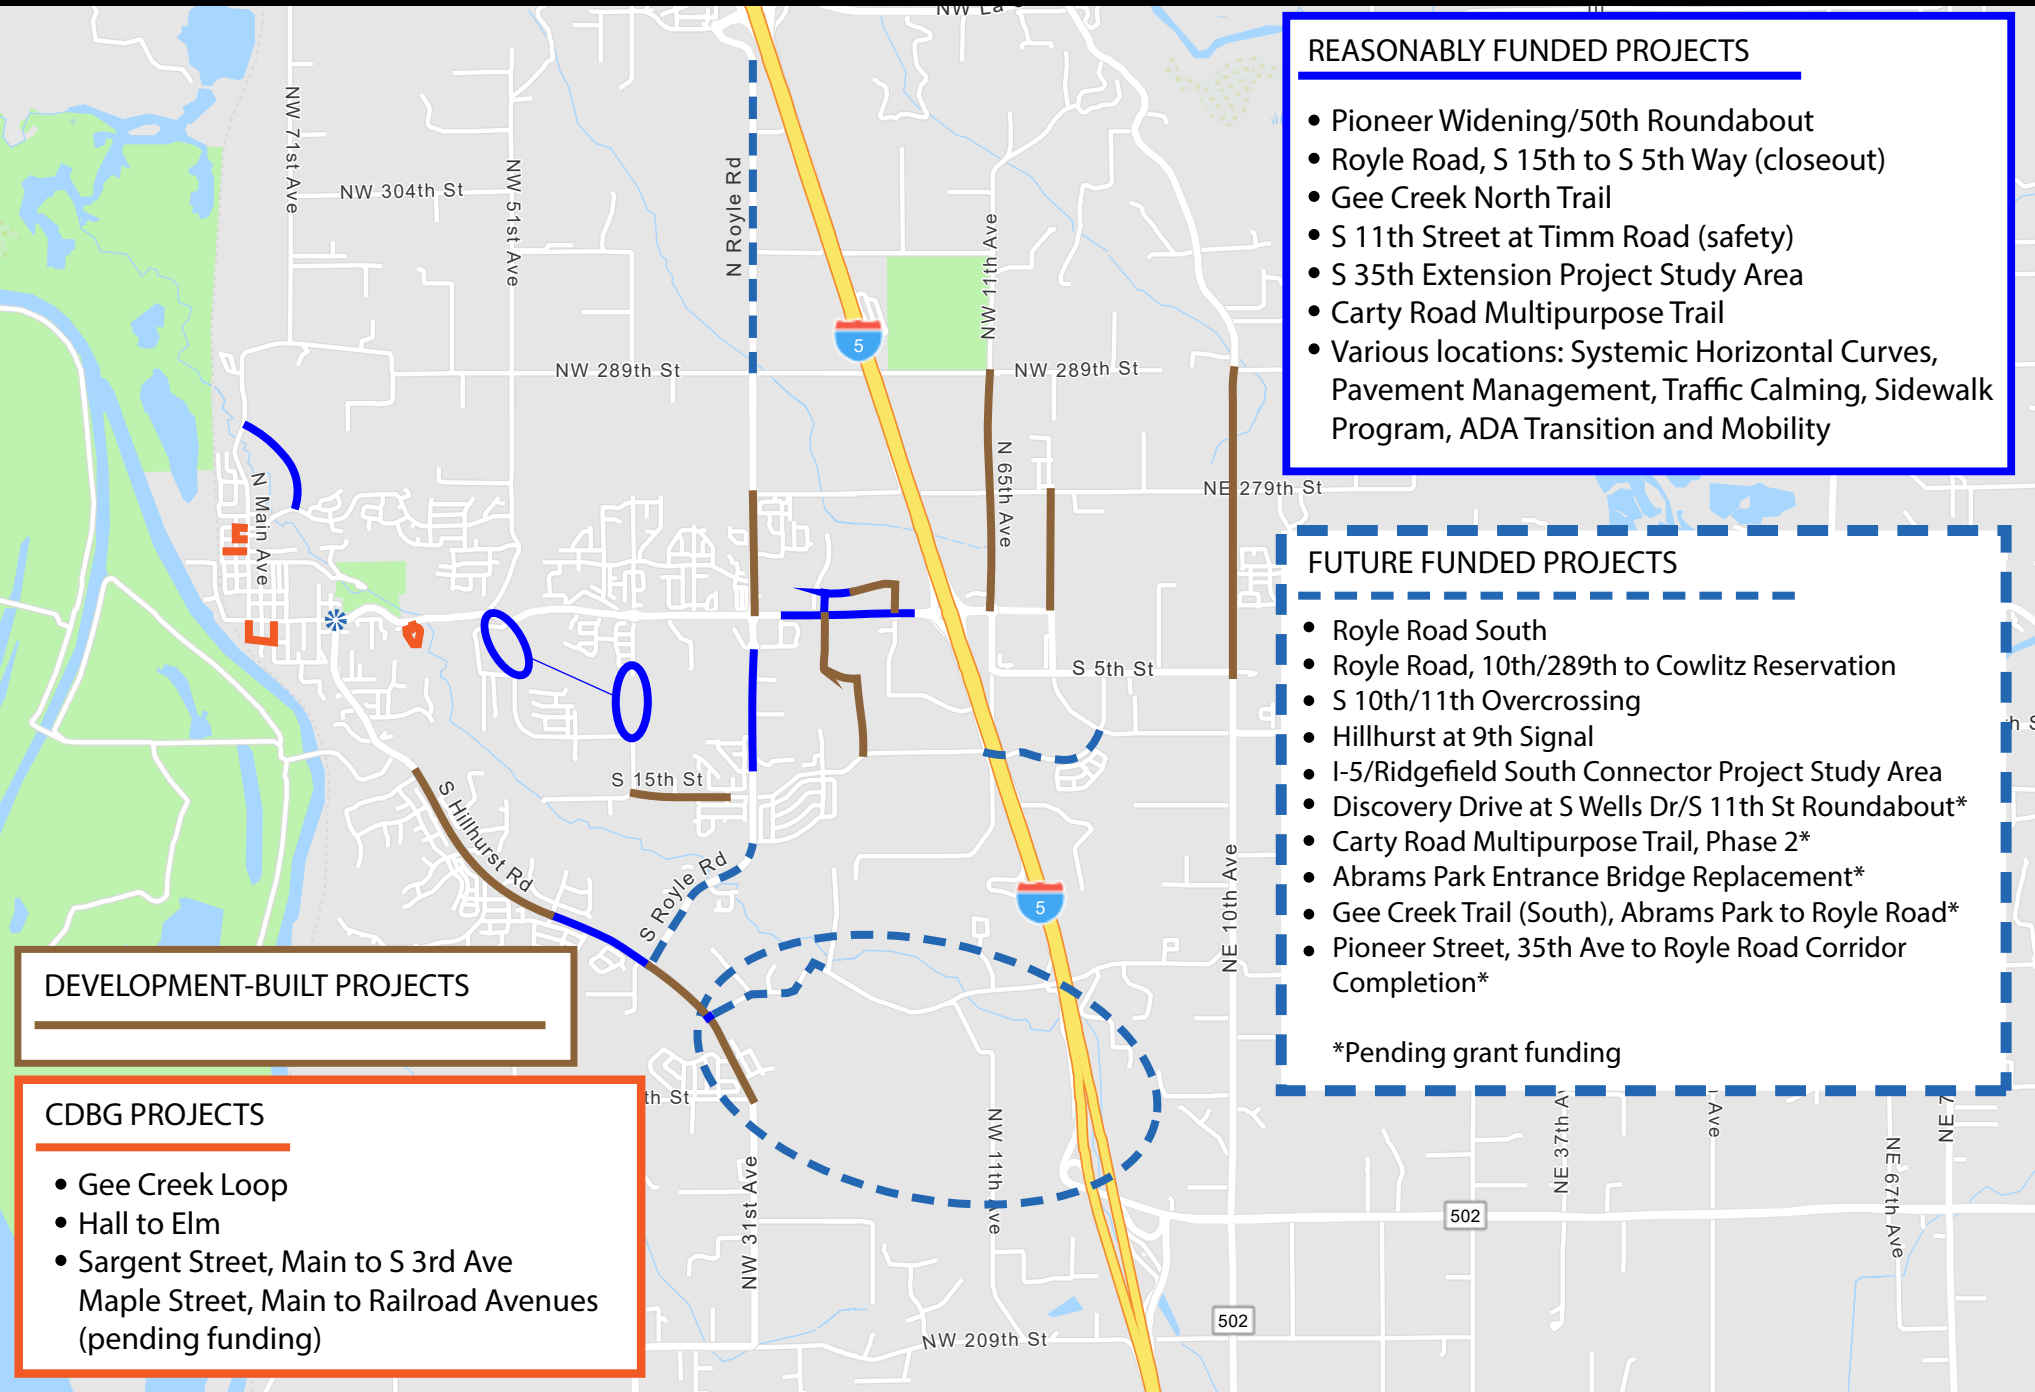 NW 71st Ave
NW 304th St
NW 51st Ave
N Royle Rd
NW 11th Ave
NW 289th St
NW 289th St
5
N Main Ave
N 65th Ave
NE 279th St
S 5th St
S 15th St
S Hillhurst Rd
S Royle Rd
5
NE 10th Ave
NW 31st Ave
NW 11th Ave
NW 209th St
502
502
NE 37th Av
Ave
NE 67th Ave
NE 7
th St
REASONABLY FUNDED PROJECTS
• Pioneer Widening/50th Roundabout
• Royle Road, S 15th to S 5th Way (closeout)
• Gee Creek North Trail
• S 11th Street at Timm Road (safety)
• S 35th Extension Project Study Area
• Carty Road Multipurpose Trail
• Various locations: Systemic Horizontal Curves,
Pavement Management, Traffic Calming, Sidewalk
Program, ADA Transition and Mobility
FUTURE FUNDED PROJECTS
• Royle Road South
• Royle Road, 10th/289th to Cowlitz Reservation
• S 10th/11th Overcrossing
• Hillhurst at 9th Signal
• I-5/Ridgefield South Connector Project Study Area
• Discovery Drive at S Wells Dr/S 11th St Roundabout*
• Carty Road Multipurpose Trail, Phase 2*
• Abrams Park Entrance Bridge Replacement*
• Gee Creek Trail (South), Abrams Park to Royle Road*
• Pioneer Street, 35th Ave to Royle Road Corridor
Completion*
*Pending grant funding
DEVELOPMENT-BUILT PROJECTS
CDBG PROJECTS
• Gee Creek Loop
• Hall to Elm
• Sargent Street, Main to S 3rd Ave
Maple Street, Main to Railroad Avenues
(pending funding)